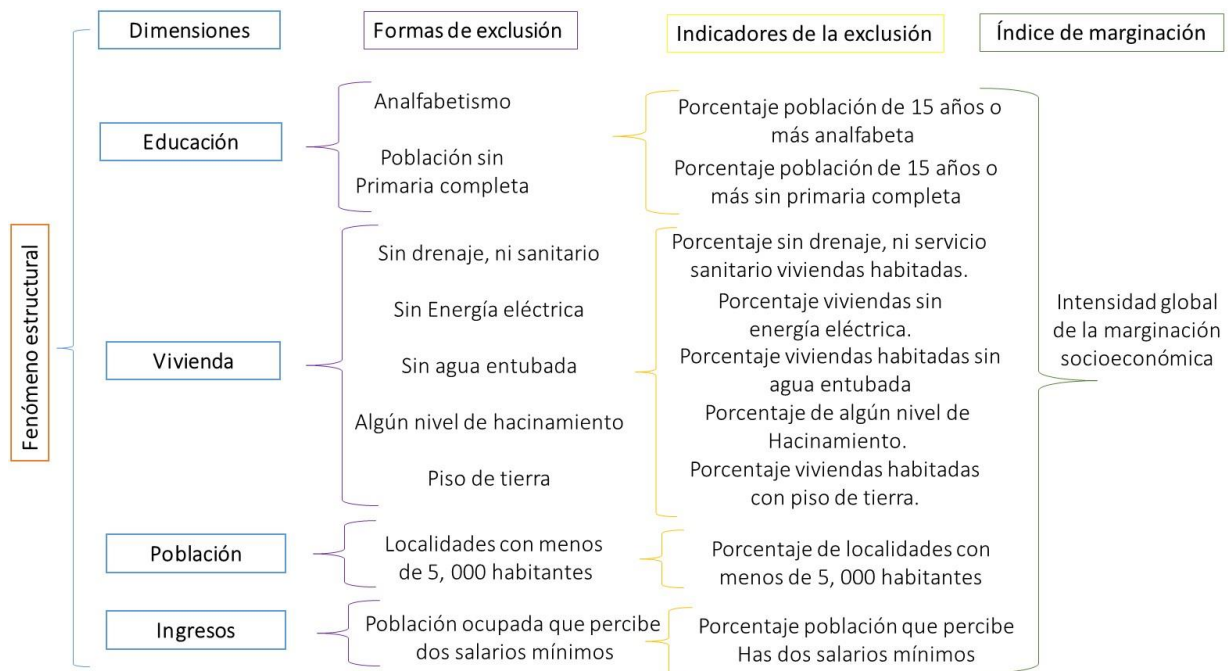 Dimensiones
Formas de exclusión
Indicadores de la exclusión
Índice de marginación
Fenómeno estructural
Educación
Analfabetismo
Población sin
Primaria completa
Porcentaje población de 15 años o
más analfabeta
Porcentaje población de 15 años o
más sin primaria completa
Vivienda
Sin drenaje, ni sanitario
Sin Energía eléctrica
Sin agua entubada
Algún nivel de hacinamiento
Piso de tierra
Porcentaje sin drenaje, ni servicio
sanitario viviendas habitadas.
Porcentaje viviendas sin
energía eléctrica.
Porcentaje viviendas habitadas sin
agua entubada
Porcentaje de algún nivel de
Hacinamiento.
Porcentaje viviendas habitadas
con piso de tierra.
Población
Localidades con menos
de 5, 000 habitantes
Porcentaje de localidades con
menos de 5, 000 habitantes
Ingresos
Población ocupada que percibe
dos salarios mínimos
Porcentaje población que percibe
Has dos salarios mínimos
Intensidad global
de la marginación
socioeconómica